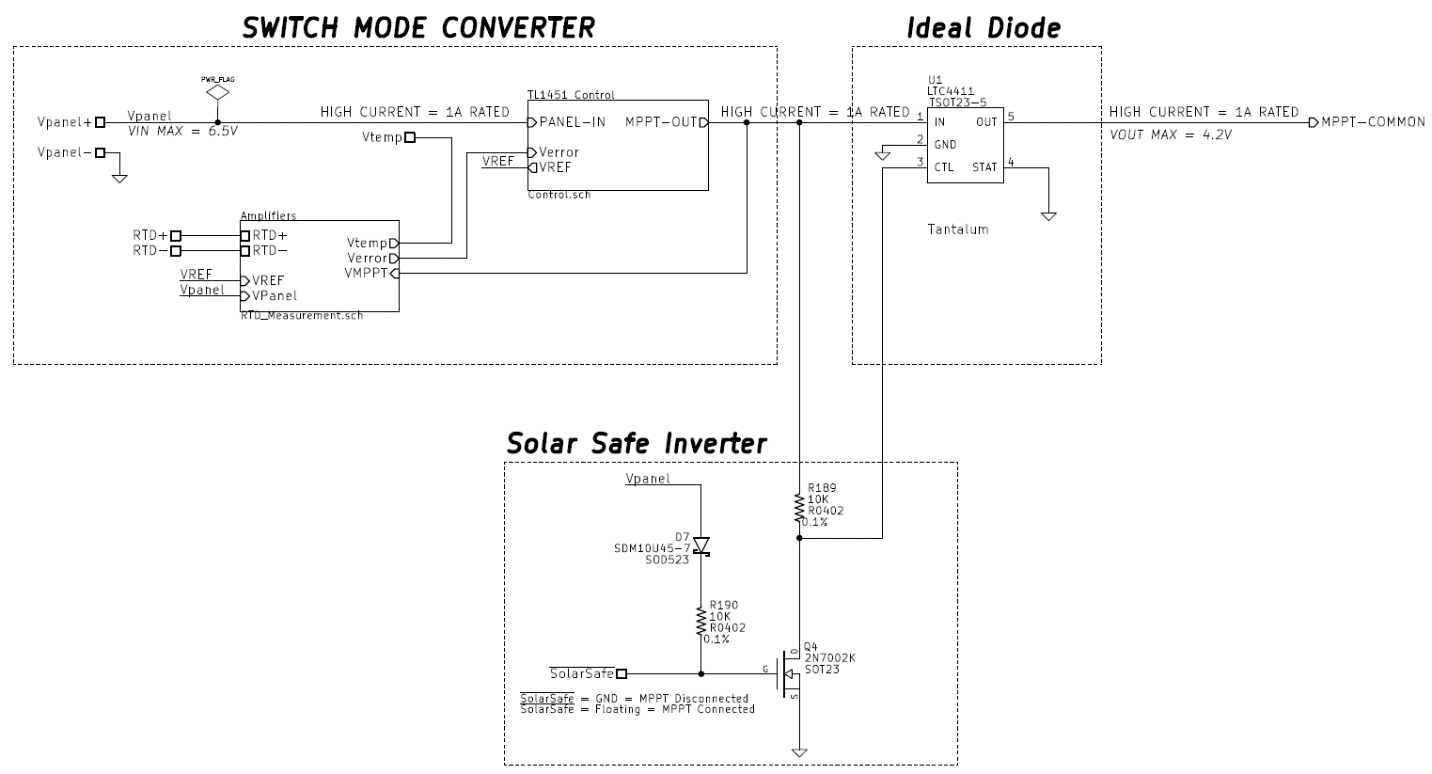 SWITCH MODE CONVERTER
Ideal Diode
PWR_FLAG
Vpanel+
Vpanel
VIN MAX = 6.5V
HIGH CURRENT = 1A RATED
Vpanel-
Vtemp
TL1451 Control
PANEL-IN
MPPT-OUT
Verror
VREF
VREF
Control.sch
HIGH CURRENT = 1A RATED
U1
LTC4411
TSOT23-5
1
IN
OUT
5
2
GND
3
CTL
STAT
4
HIGH CURRENT = 1A RATED
VOUT MAX = 4.2V
MPPT-COMMON
Tantalum
Amplifiers
RTD+
RTD+
RTD-
RTD-
VREF
VREF
Vpanel
VPanel
Vtemp
Verror
VMPPT
RTD_Measurement.sch
Solar Safe Inverter
Vpanel
D7
SDM10U45-7
SOD523
R189
10K
R0402
0.1%
R190
10K
R0402
0.1%
SolarSafe
G
D
S
Q4
2N7002K
SOT23
SolarSafe = GND = MPPT Disconnected
SolarSafe = Floating = MPPT Connected